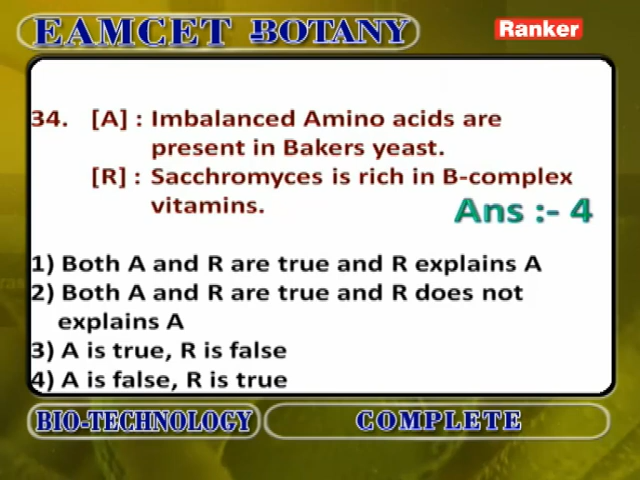 EAMCET BOTANY
Ranker
34. [A] : Imbalanced Amino acids are
present in Bakers yeast.
[R] : Sacchromyces is rich in B-complex
vitamins.
Ans :- 4
1) Both A and R are true and R explains A
2) Both A and R are true and R does not
explains A
3) A is true, R is false
4) A is false, R is true
BIO-TECHNOLOGY
COMPLETE